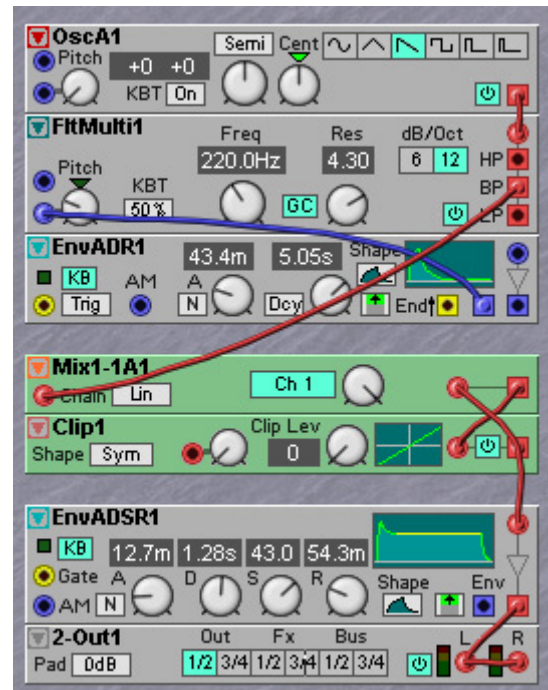 OscA1 Semi Cent
Pitch
+0 +0
KBT On
FltMulti1 Freq Res dB/Oct
Pitch 220.0Hz 4.30 6 12 HP
KBT BP
50% GC LP
EnvADR1 43.4m 5.05s Shape
KB AM A
Trig N Dcy End
Mix1-1A1
Chain Lin Ch 1
Clip1 Clip Lev
Shape Sym 0
EnvADSR1
KB 12.7m 1.28s 43.0 54.3m
Gate A D S R Shape Env
AM N
2-Out1 Out Fx Bus L R
Pad 0dB 1/2 3/4 1/2 3/4 1/2 3/4